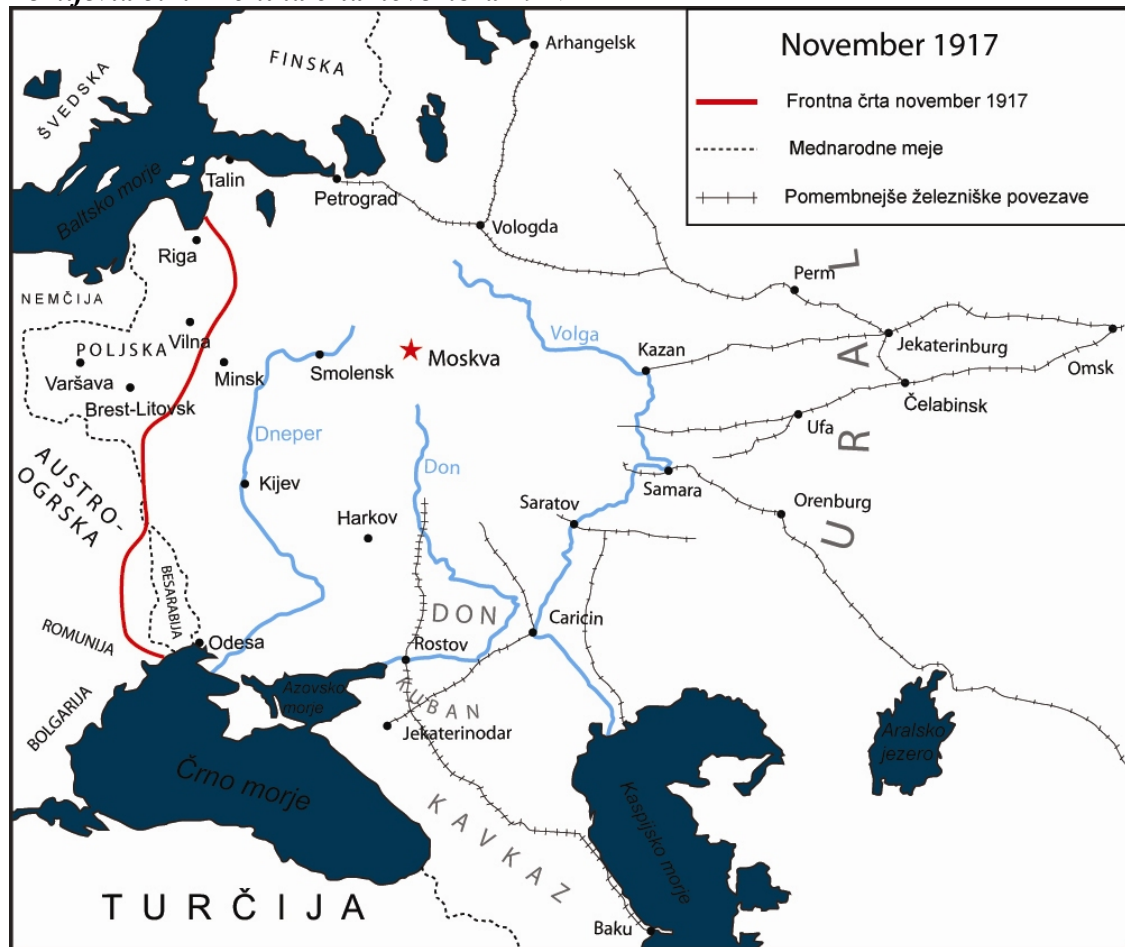 November 1917
Frontna črta november 1917
Mednarodne meje
Pomembnejše železniške povezave
Arhangelsk
FINSKA
ŠVEDSKA
Baltsko morje
Talin
Petrograd
Vologda
Riga
Perm
NEMČIJA
Volga
Vilna
POLJSKA
Moskva
Jekaterinburg
Omsk
Varšava
Minsk
Smolensk
Kazan
Brest-Litovsk
Čelabinsk
Ufa
URAL
Dneper
Don
AUSTRO-
OGRSKA
Kijev
Samara
Orenburg
Saratov
Harkov
BESARABIJA
DON
Caricin
ROMUNIJA
Odesa
Rostov
KUBAN
Azovsko
morje
BOLGARIJA
Jekaterinodar
Aralsko
jezero
Črno morje
Kaspijsko morje
KAVKAZ
TURČIJA
Baku